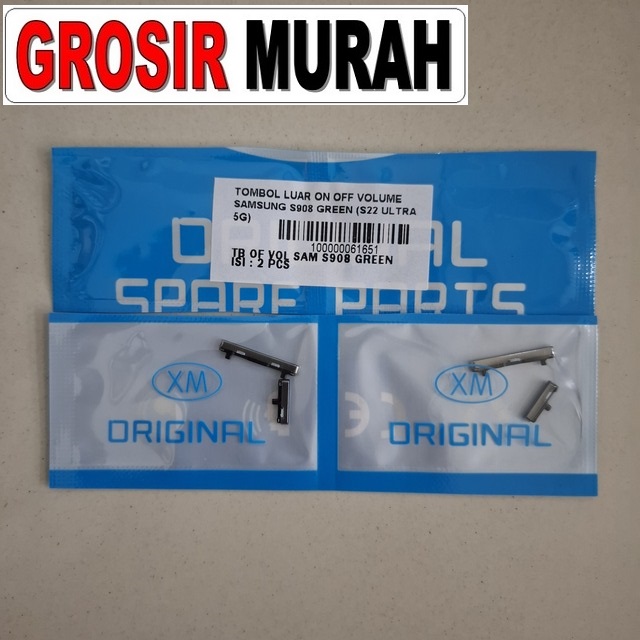 GROSIR MURAH
TOMBOL LUAR ON OFF VOLUME
SAMSUNG S908 GREEN (S22 ULTRA
5G)
100000061651
TB OF VOL SAM S908 GREEN
ISI : 2 PCS
SPARE PARTS
XM
ORIGINAL
XM
ORIGINAL